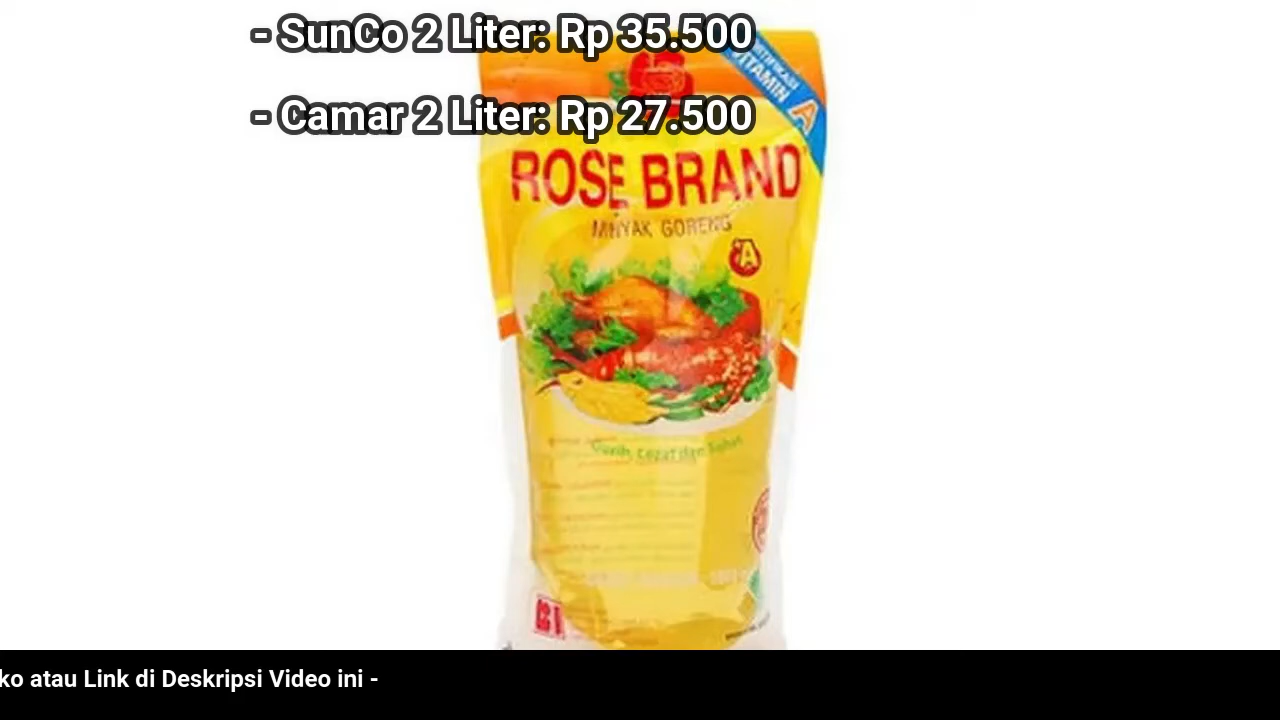 - SunCo 2 Liter: Rp 35.500
- Camar 2 Liter: Rp 27.500
VITAMIN A
ROSE BRAND
MINYAK GORENG
A
ko atau Link di Deskripsi Video ini -